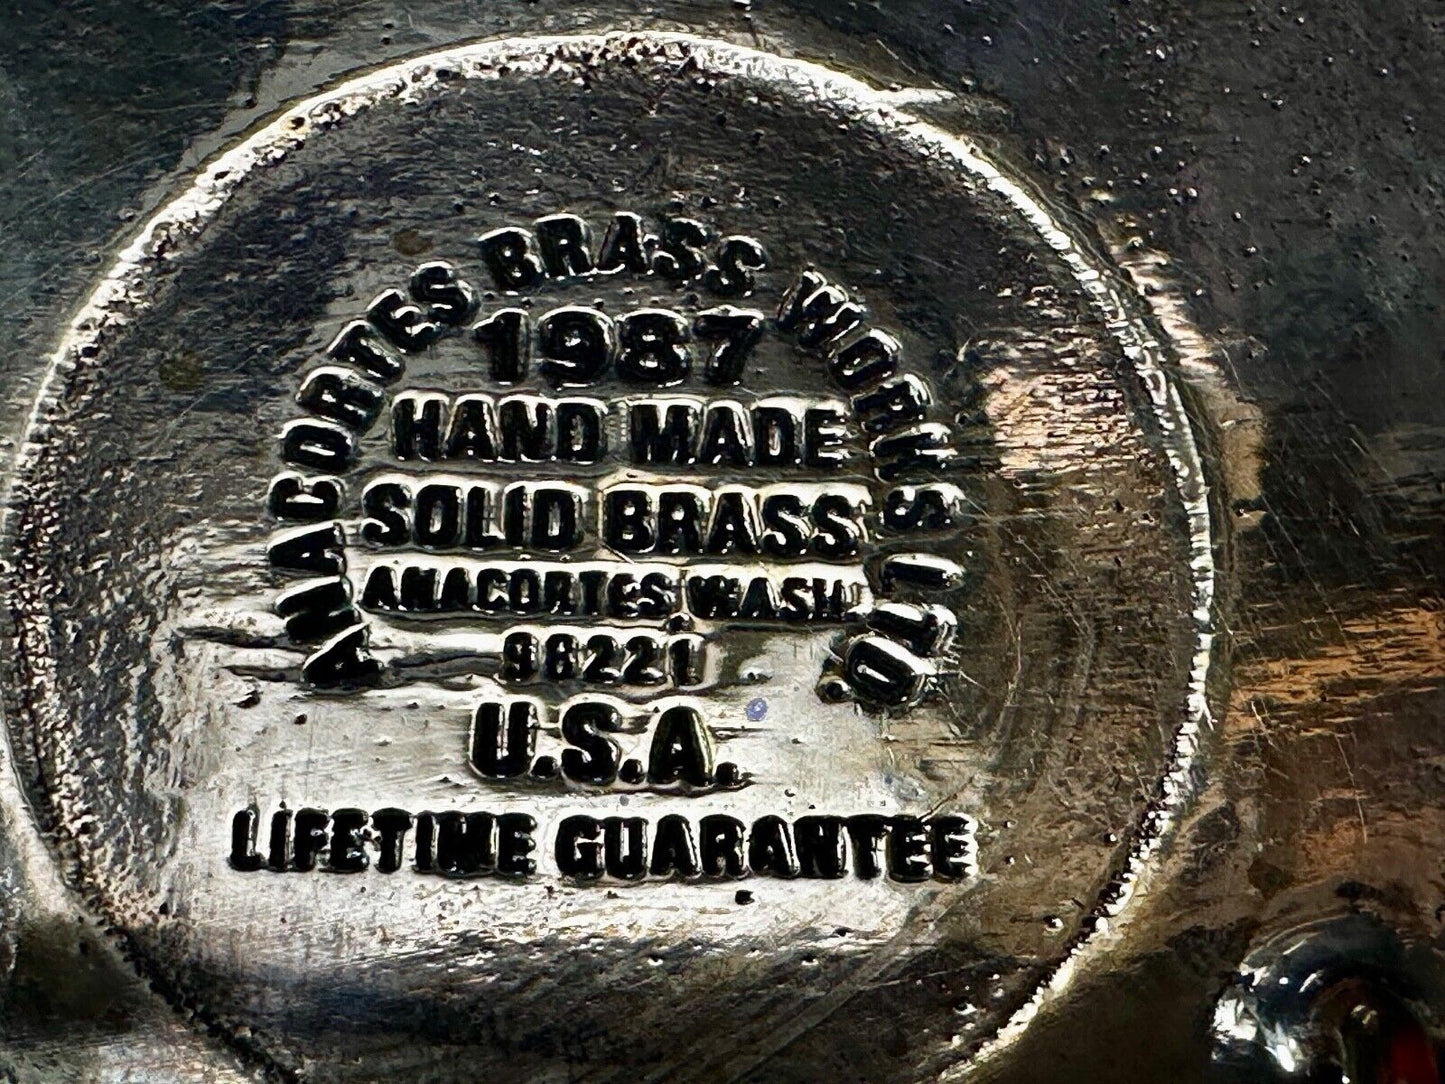 ANACORTES BRASS WORKS LTD.
1987
HAND MADE
SOLID BRASS
ANACORTES WASH
98221
U.S.A.
LIFETIME GUARANTEE